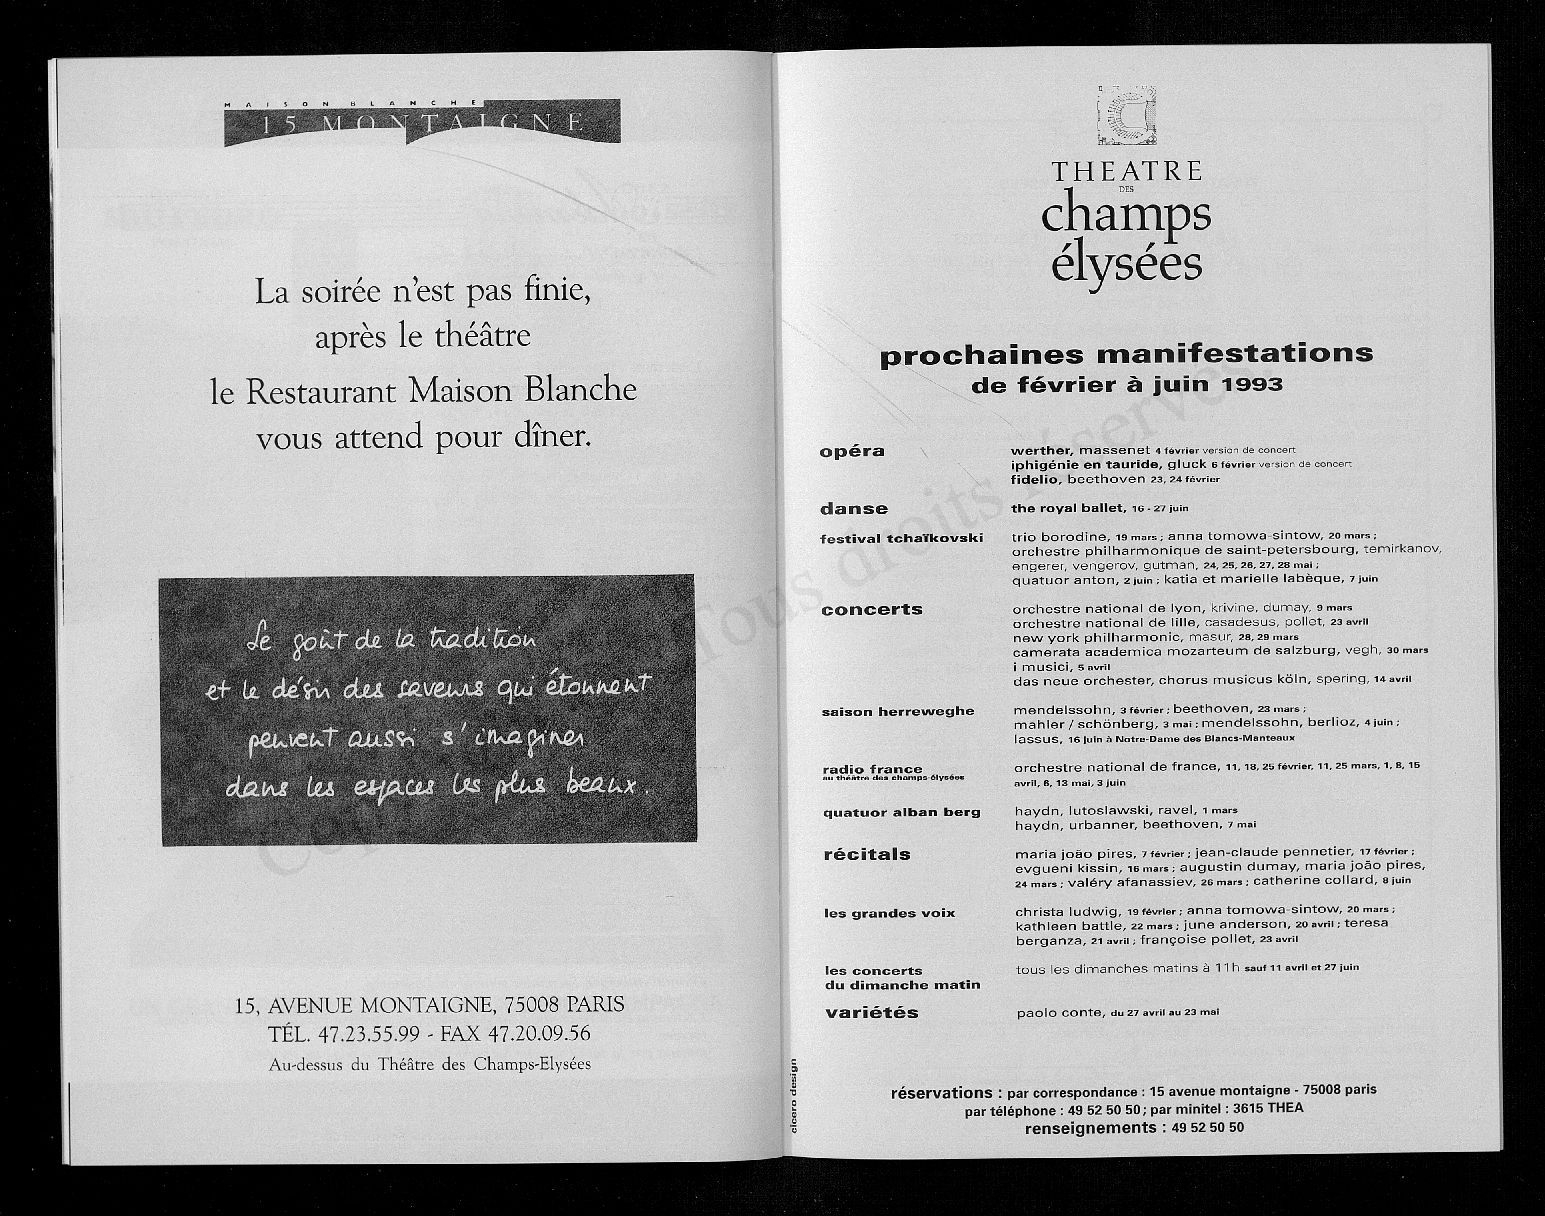 MAISON BLANCHE
15 MONTAIGNE
La soirée n'est pas finie,
après le théâtre
le Restaurant Maison Blanche
vous attend pour dîner.
Le goût de la tradition
et le désir des saveurs qui étonnent
peuvent aussi s'imaginer
dans les espaces les plus beaux.
15, AVENUE MONTAIGNE, 75008 PARIS
TÉL. 47.23.55.99 - FAX 47.20.09.56
Au-dessus du Théâtre des Champs-Elysées
THEATRE
DES
champs
élysées
prochaines manifestations
de février à juin 1993
opéra
werther, massenet 4 février version de concert
iphigénie en tauride, gluck 6 février version de concert
fidelio, beethoven 23, 24 février
danse
the royal ballet, 16 - 27 juin
festival tchaïkovski
trio borodine, 19 mars ; anna tomowa-sintow, 20 mars ;
orchestre philharmonique de saint-petersbourg, temirkanov,
engerer, vengerov, gutman, 24, 25, 26, 27, 28 mai ;
quatuor anton, 2 juin ; katia et marielle labèque, 7 juin
concerts
orchestre national de lyon, krivine, dumay, 9 mars
orchestre national de lille, casadesus, pollet, 23 avril
new york philharmonic, masur, 28, 29 mars
camerata academica mozarteum de salzburg, vegh, 30 mars
i musici, 5 avril
das neue orchester, chorus musicus köln, spering, 14 avril
saison herreweghe
mendelssohn, 3 février ; beethoven, 23 mars ;
mahler / schönberg, 3 mai ; mendelssohn, berlioz, 4 juin ;
lassus, 16 juin à Notre-Dame des Blancs-Manteaux
radio france
au théâtre des champs-élysées
orchestre national de france, 11, 18, 25 février, 11, 25 mars, 1, 8, 15
avril, 6, 13 mai, 3 juin
quatuor alban berg
haydn, lutoslawski, ravel, 1 mars
haydn, urbanner, beethoven, 7 mai
récitals
maria joão pires, 7 février ; jean-claude pennetier, 17 février ;
evgueni kissin, 16 mars ; augustin dumay, maria joão pires,
24 mars ; valéry afanassiev, 26 mars ; catherine collard, 8 juin
les grandes voix
christa ludwig, 19 février ; anna tomowa-sintow, 20 mars ;
kathleen battle, 22 mars ; june anderson, 20 avril ; teresa
berganza, 21 avril ; françoise pollet, 23 avril
les concerts
du dimanche matin
tous les dimanches matins à 11h sauf 11 avril et 27 juin
variétés
paolo conte, du 27 avril au 23 mai
cicero design
réservations : par correspondance : 15 avenue montaigne - 75008 paris
par téléphone : 49 52 50 50 ; par minitel : 3615 THEA
renseignements : 49 52 50 50
Tous droits réservés.